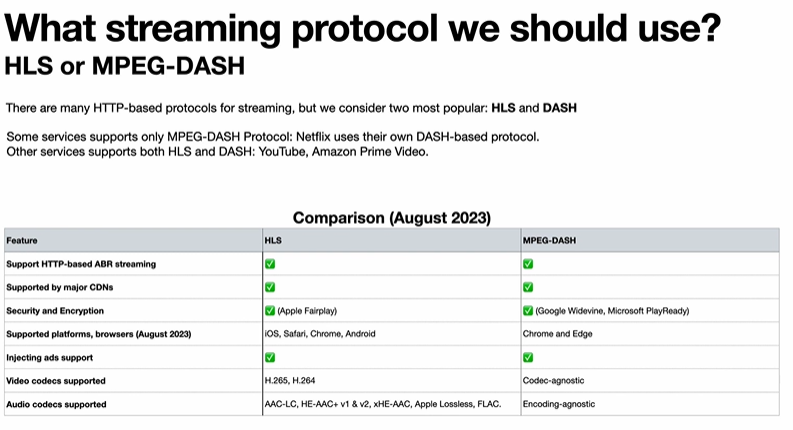 What streaming protocol we should use?
HLS or MPEG-DASH
There are many HTTP-based protocols for streaming, but we consider two most popular: HLS and DASH
Some services supports only MPEG-DASH Protocol: Netflix uses their own DASH-based protocol.
Other services supports both HLS and DASH: YouTube, Amazon Prime Video.
Comparison (August 2023)
Feature HLS MPEG-DASH
Support HTTP-based ABR streaming ✅ ✅
Supported by major CDNs ✅ ✅
Security and Encryption ✅ (Apple Fairplay) ✅ (Google Widevine, Microsoft PlayReady)
Supported platforms, browsers (August 2023) iOS, Safari, Chrome, Android Chrome and Edge
Injecting ads support ✅ ✅
Video codecs supported H.265, H.264 Codec-agnostic
Audio codecs supported AAC-LC, HE-AAC+ v1 & v2, xHE-AAC, Apple Lossless, FLAC. Encoding-agnostic